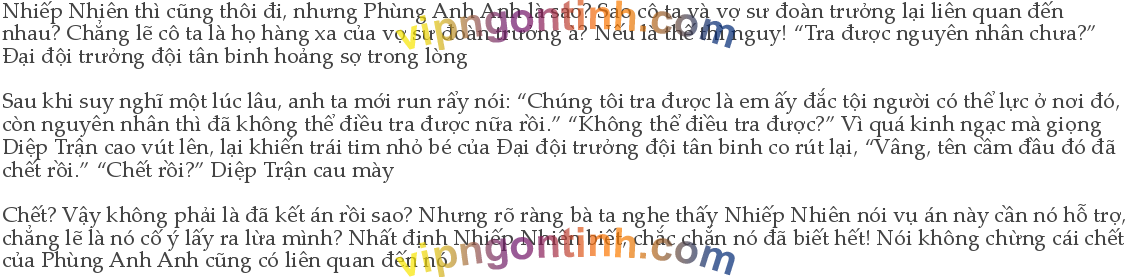 Nhiếp Nhiên thì cũng thôi đi, nhưng Phùng Anh Anh là sao? Sao cô ta và vợ sư đoàn trưởng lại liên quan đến
nhau? Chẳng lẽ cô ta là họ hàng xa của vợ sư đoàn trưởng à? Nếu là thế thì nguy! “Tra được nguyên nhân chưa?”
Đại đội trưởng đội tân binh hoảng sợ trong lòng
Sau khi suy nghĩ một lúc lâu, anh ta mới run rẩy nói: “Chúng tôi tra được là em ấy đắc tội người có thể lực ở nơi đó,
còn nguyên nhân thì đã không thể điều tra được nữa rồi.” “Không thể điều tra được?” Vì quá kinh ngạc mà giọng
Diệp Trận cao vút lên, lại khiến trái tim nhỏ bé của Đại đội trưởng đội tân binh co rút lại, “Vâng, tên cầm đầu đó đã
chết rồi.” “Chết rồi?” Diệp Trận cau mày
Chết? Vậy không phải là đã kết án rồi sao? Nhưng rõ ràng bà ta nghe thấy Nhiếp Nhiên nói vụ án này cần nó hỗ trợ,
chẳng lẽ là nó cố ý lấy ra lừa mình? Nhất định Nhiếp Nhiên biết, chắc chắn nó đã biết hết! Nói không chừng cái chết
của Phùng Anh Anh cũng có liên quan đến nó
vipngontinh.com
vipngontinh.com